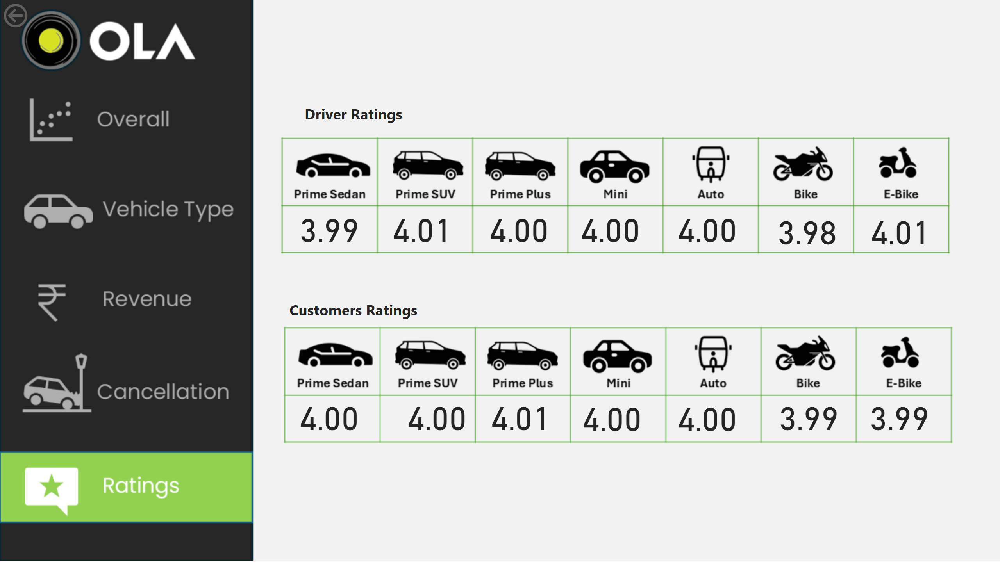 OLA
Overall
Vehicle Type
Revenue
Cancellation
Ratings
Driver Ratings
Prime Sedan Prime SUV Prime Plus Mini Auto Bike E-Bike
3.99 4.01 4.00 4.00 4.00 3.98 4.01
Customers Ratings
Prime Sedan Prime SUV Prime Plus Mini Auto Bike E-Bike
4.00 4.00 4.01 4.00 4.00 3.99 3.99